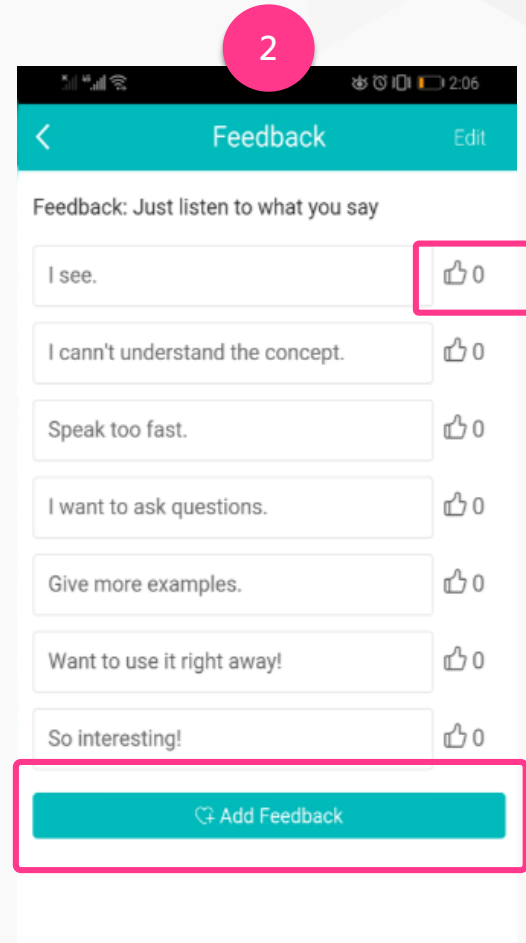 2
2:06
Feedback
Edit
Feedback: Just listen to what you say
I see.
0
I cann't understand the concept.
0
Speak too fast.
0
I want to ask questions.
0
Give more examples.
0
Want to use it right away!
0
So interesting!
0
Add Feedback